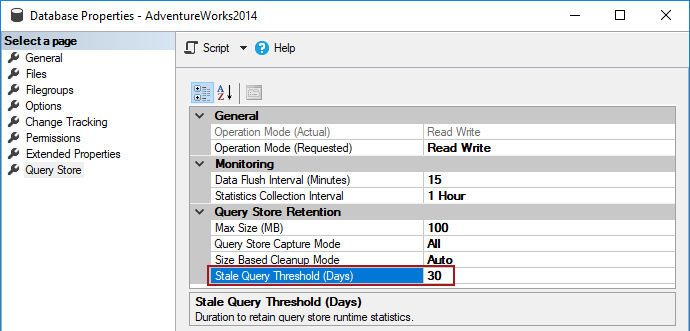 Database Properties - AdventureWorks2014
Select a page
General
Files
Filegroups
Options
Change Tracking
Permissions
Extended Properties
Query Store
Script Help
A Z
General
Operation Mode (Actual) Read Write
Operation Mode (Requested) Read Write
Monitoring
Data Flush Interval (Minutes) 15
Statistics Collection Interval 1 Hour
Query Store Retention
Max Size (MB) 100
Query Store Capture Mode All
Size Based Cleanup Mode Auto
Stale Query Threshold (Days) 30
Stale Query Threshold (Days)
Duration to retain query store runtime statistics.